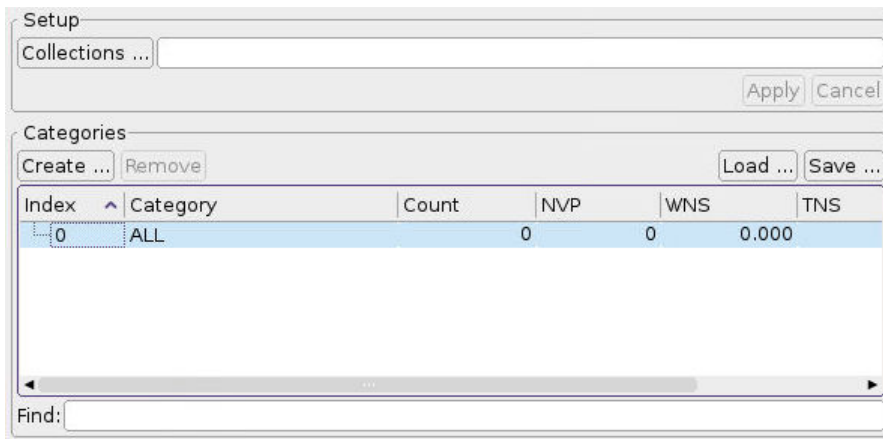 Setup
Collections ...
Apply Cancel
Categories
Create ... Remove Load ... Save ...
Index Category Count NVP WNS TNS
0 ALL 0 0 0.000
Find: